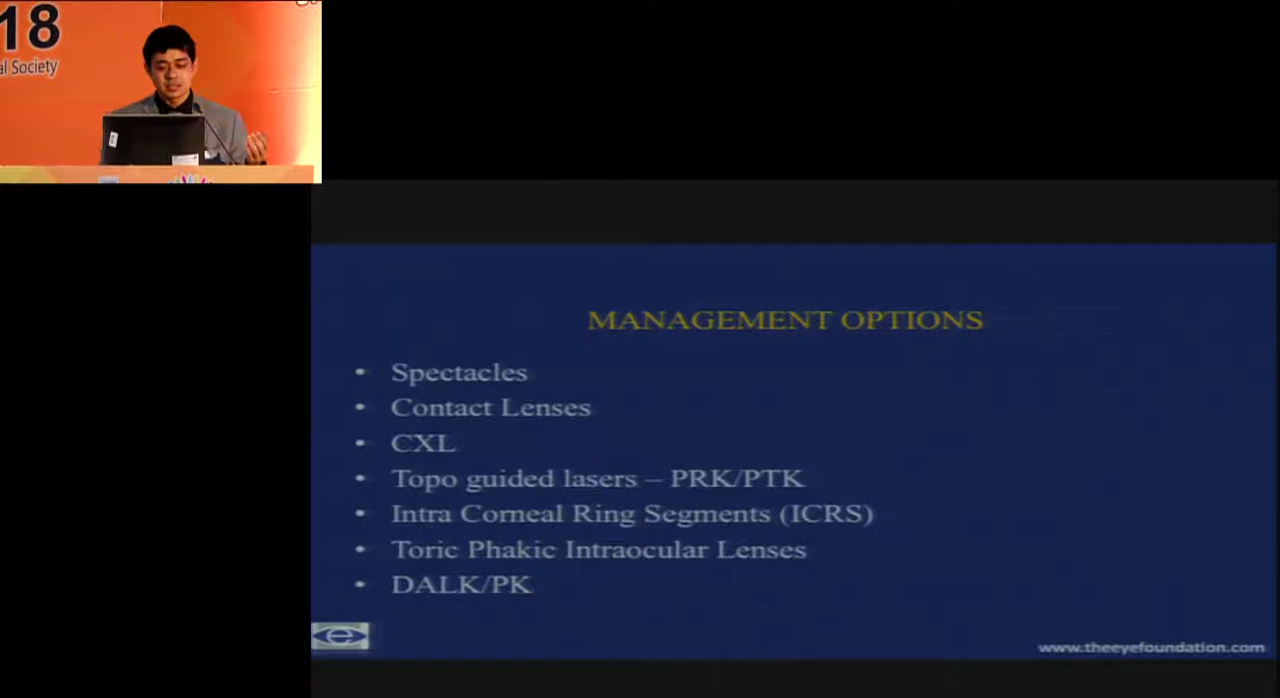 18
al Society
MANAGEMENT OPTIONS
• Spectacles
• Contact Lenses
• CXL
• Topo guided lasers – PRK/PTK
• Intra Corneal Ring Segments (ICRS)
• Toric Phakic Intraocular Lenses
• DALK/PK
e
www.theeyefoundation.com